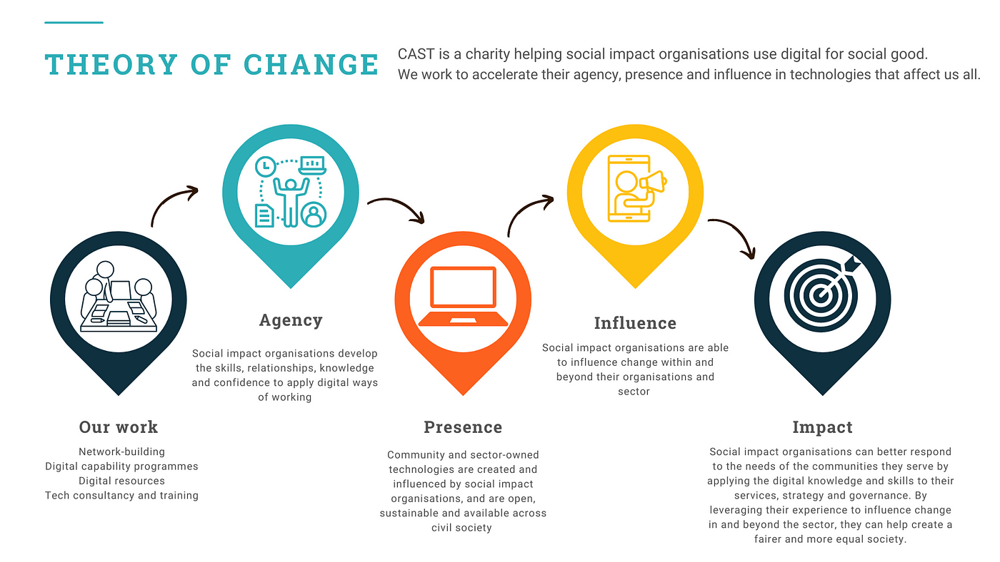 THEORY OF CHANGE
CAST is a charity helping social impact organisations use digital for social good.
We work to accelerate their agency, presence and influence in technologies that affect us all.
Our work
Network-building
Digital capability programmes
Digital resources
Tech consultancy and training
Agency
Social impact organisations develop
the skills, relationships, knowledge
and confidence to apply digital ways
of working
Presence
Community and sector-owned
technologies are created and
influenced by social impact
organisations, and are open,
sustainable and available across
civil society
Influence
Social impact organisations are able
to influence change within and
beyond their organisations and
sector
Impact
Social impact organisations can better respond
to the needs of the communities they serve by
applying the digital knowledge and skills to their
services, strategy and governance. By
leveraging their experience to influence change
in and beyond the sector, they can help create a
fairer and more equal society.